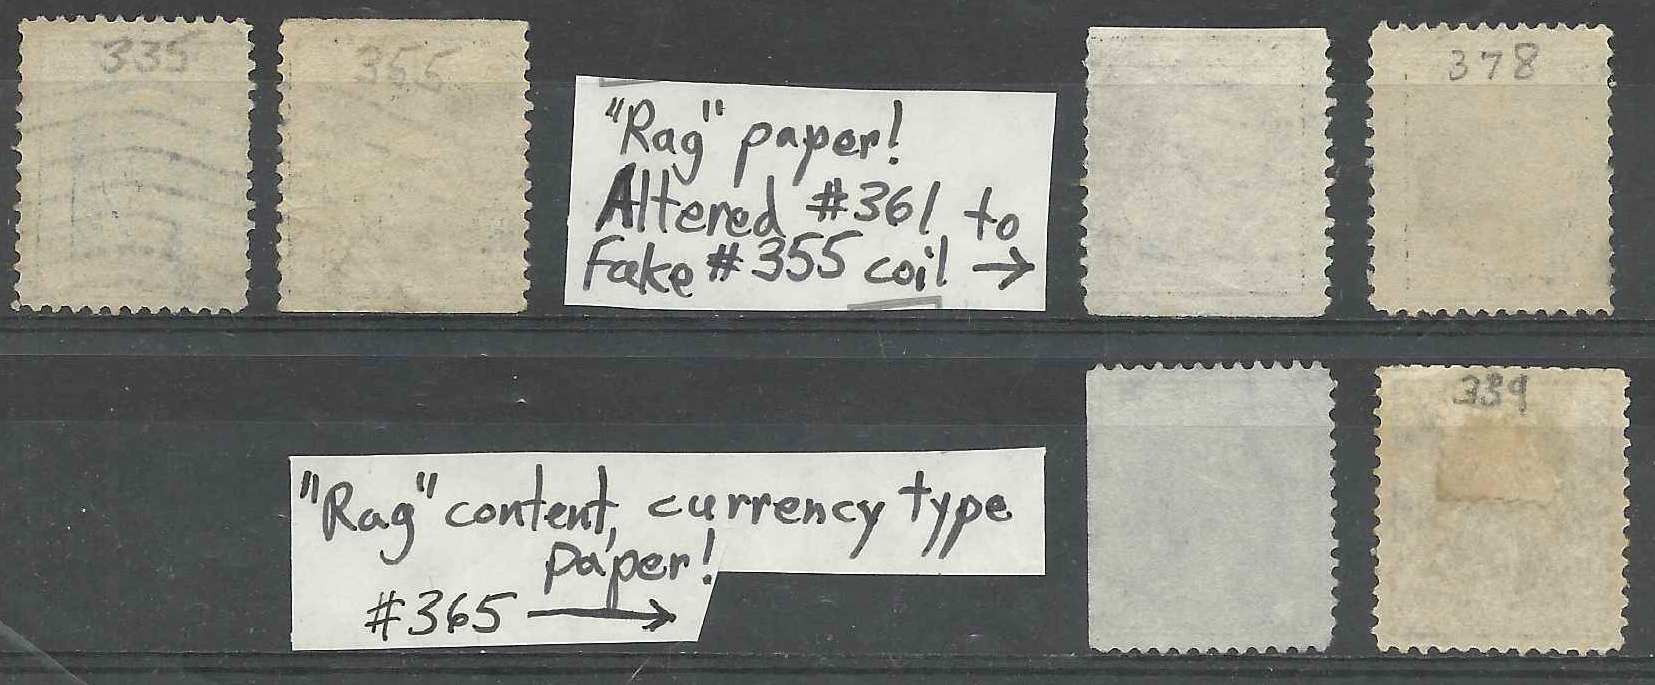 335
355
"Rag" paper!
Altered #361 to
Fake #355 coil →
378
339
"Rag" content, currency type
paper!
#365 →